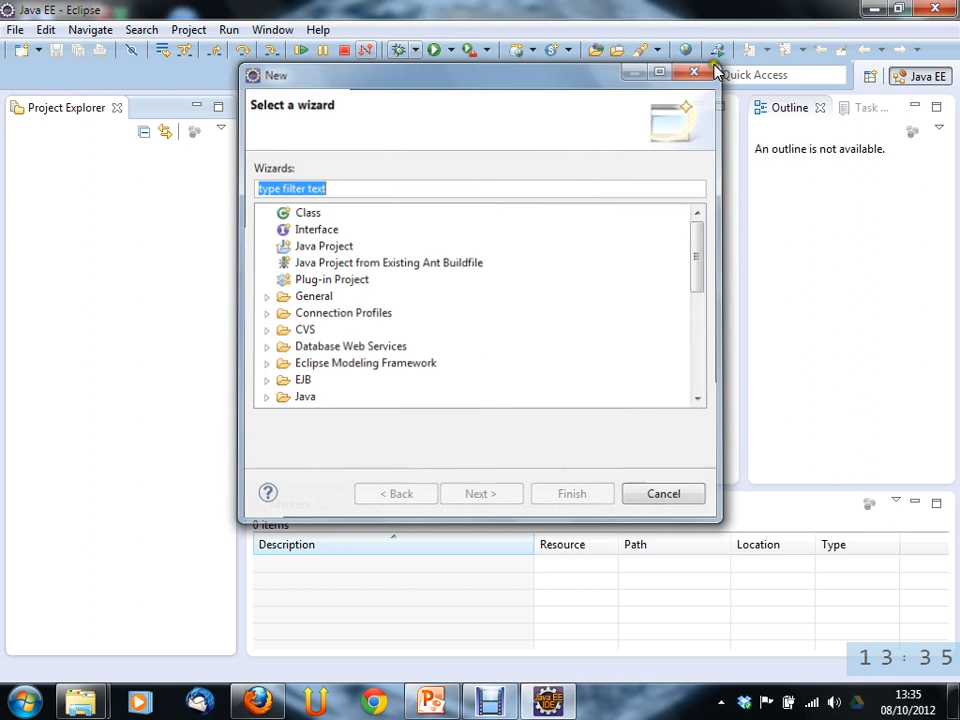 Java EE - Eclipse
File Edit Navigate Search Project Run Window Help
Quick Access
Java EE
Project Explorer
New
Select a wizard
Wizards:
type filter text
Class
Interface
Java Project
Java Project from Existing Ant Buildfile
Plug-in Project
General
Connection Profiles
CVS
Database Web Services
Eclipse Modeling Framework
EJB
Java
< Back
Next >
Finish
Cancel
Outline
Task ...
An outline is not available.
0 items
Description Resource Path Location Type
13:35
Java EE
IDE
13:35
08/10/2012